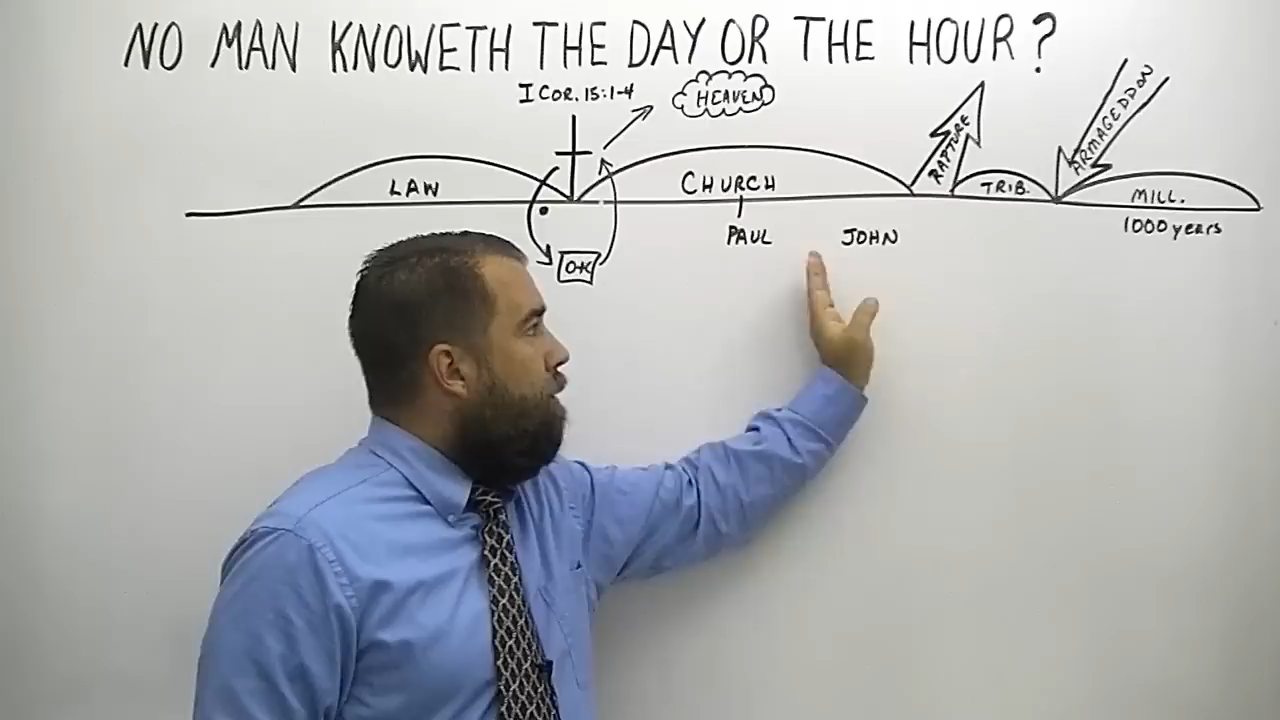 NO MAN KNOWETH THE DAY OR THE HOUR?
I COR. 15:1-4
HEAVEN
RAPTURE
ARMAGEDDON
LAW
CHURCH
TRIB.
MILL.
1000 years
PAUL
JOHN